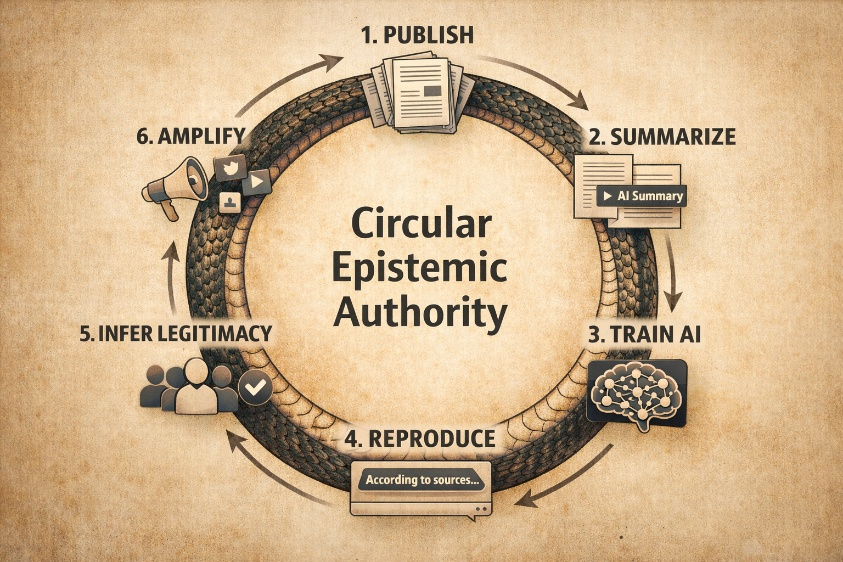 1. PUBLISH
2. SUMMARIZE
AI Summary
3. TRAIN AI
4. REPRODUCE
According to sources...
5. INFER LEGITIMACY
6. AMPLIFY
Circular
Epistemic
Authority